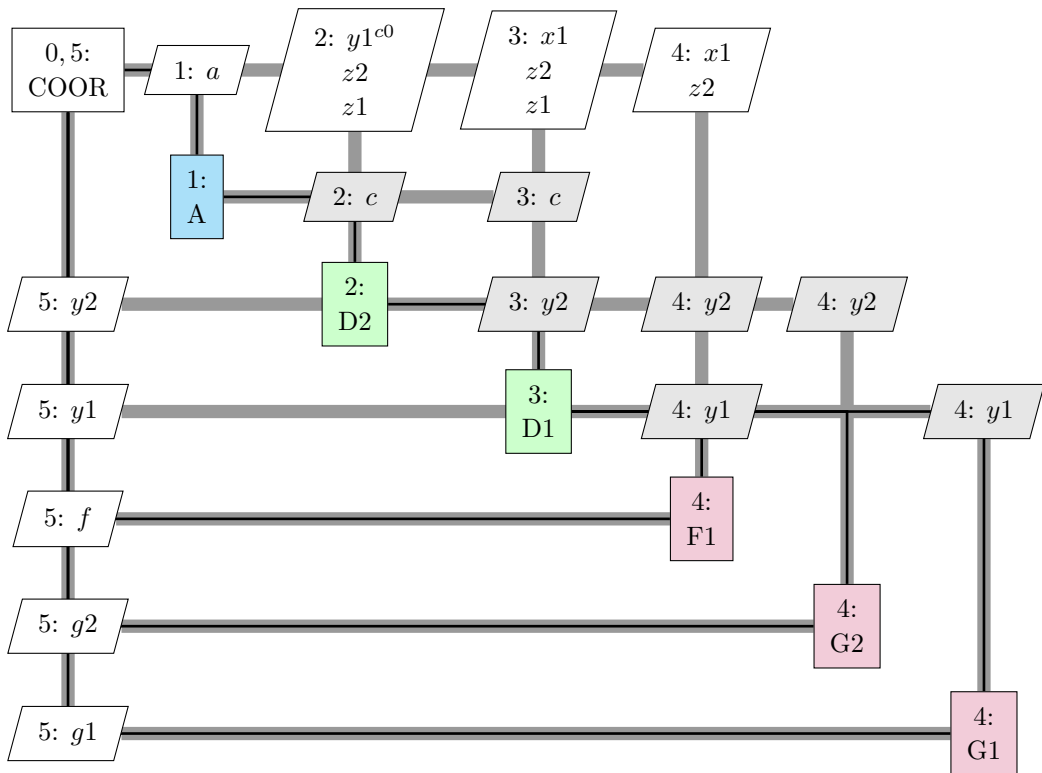 0, 5:
COOR
1: a
2: y1^{c0}
z2
z1
3: x1
z2
z1
4: x1
z2
1:
A
2: c
3: c
5: y2
2:
D2
3: y2
4: y2
4: y2
5: y1
3:
D1
4: y1
4: y1
5: f
4:
F1
5: g2
4:
G2
5: g1
4:
G1